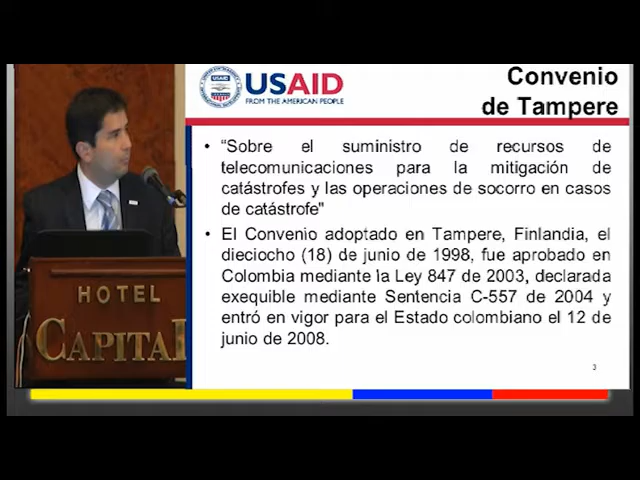 USAID
FROM THE AMERICAN PEOPLE
Convenio
de Tampere
• "Sobre el suministro de recursos de
telecomunicaciones para la mitigación de
catástrofes y las operaciones de socorro en casos
de catástrofe"
• El Convenio adoptado en Tampere, Finlandia, el
dieciocho (18) de junio de 1998, fue aprobado en
Colombia mediante la Ley 847 de 2003, declarada
exequible mediante Sentencia C-557 de 2004 y
entró en vigor para el Estado colombiano el 12 de
junio de 2008.
3
HOTEL
CAPITAL